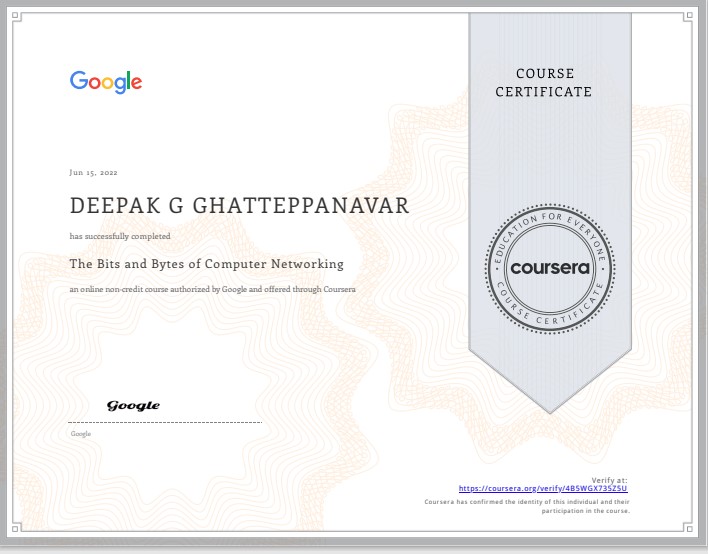 Google
COURSE
CERTIFICATE
Jun 15, 2022
DEEPAK G GHATTEPPANAVAR
has successfully completed
The Bits and Bytes of Computer Networking
an online non-credit course authorized by Google and offered through Coursera
EDUCATION FOR EVERYONE
coursera
COURSE CERTIFICATE
Google
Google
Verify at:
https://coursera.org/verify/4B5WGX735Z5U
Coursera has confirmed the identity of this individual and their
participation in the course.